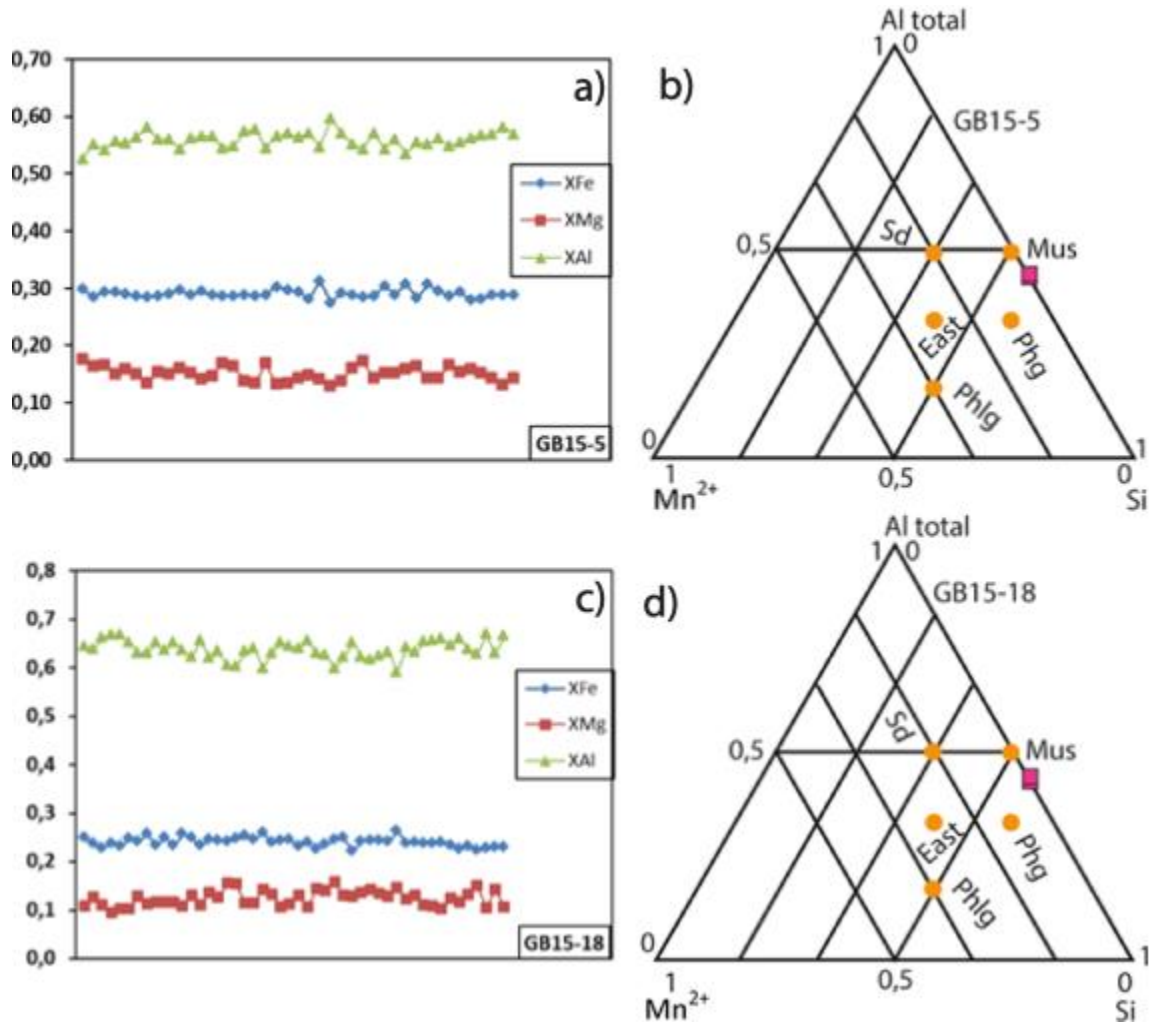 0,70
0,60
0,50
0,40
0,30
0,20
0,10
0,00
a)
XFe
XMg
XAl
GB15-5
b)
Al total
1 0
GB15-5
0,5
Sd
Mus
East
Phg
Phlg
0
1
1
0,5
0
Mn2+
Si
0,8
0,7
0,6
0,5
0,4
0,3
0,2
0,1
0,0
c)
XFe
XMg
XAl
GB15-18
d)
Al total
1 0
GB15-18
0,5
Sd
Mus
East
Phg
Phlg
0
1
1
0,5
0
Mn2+
Si